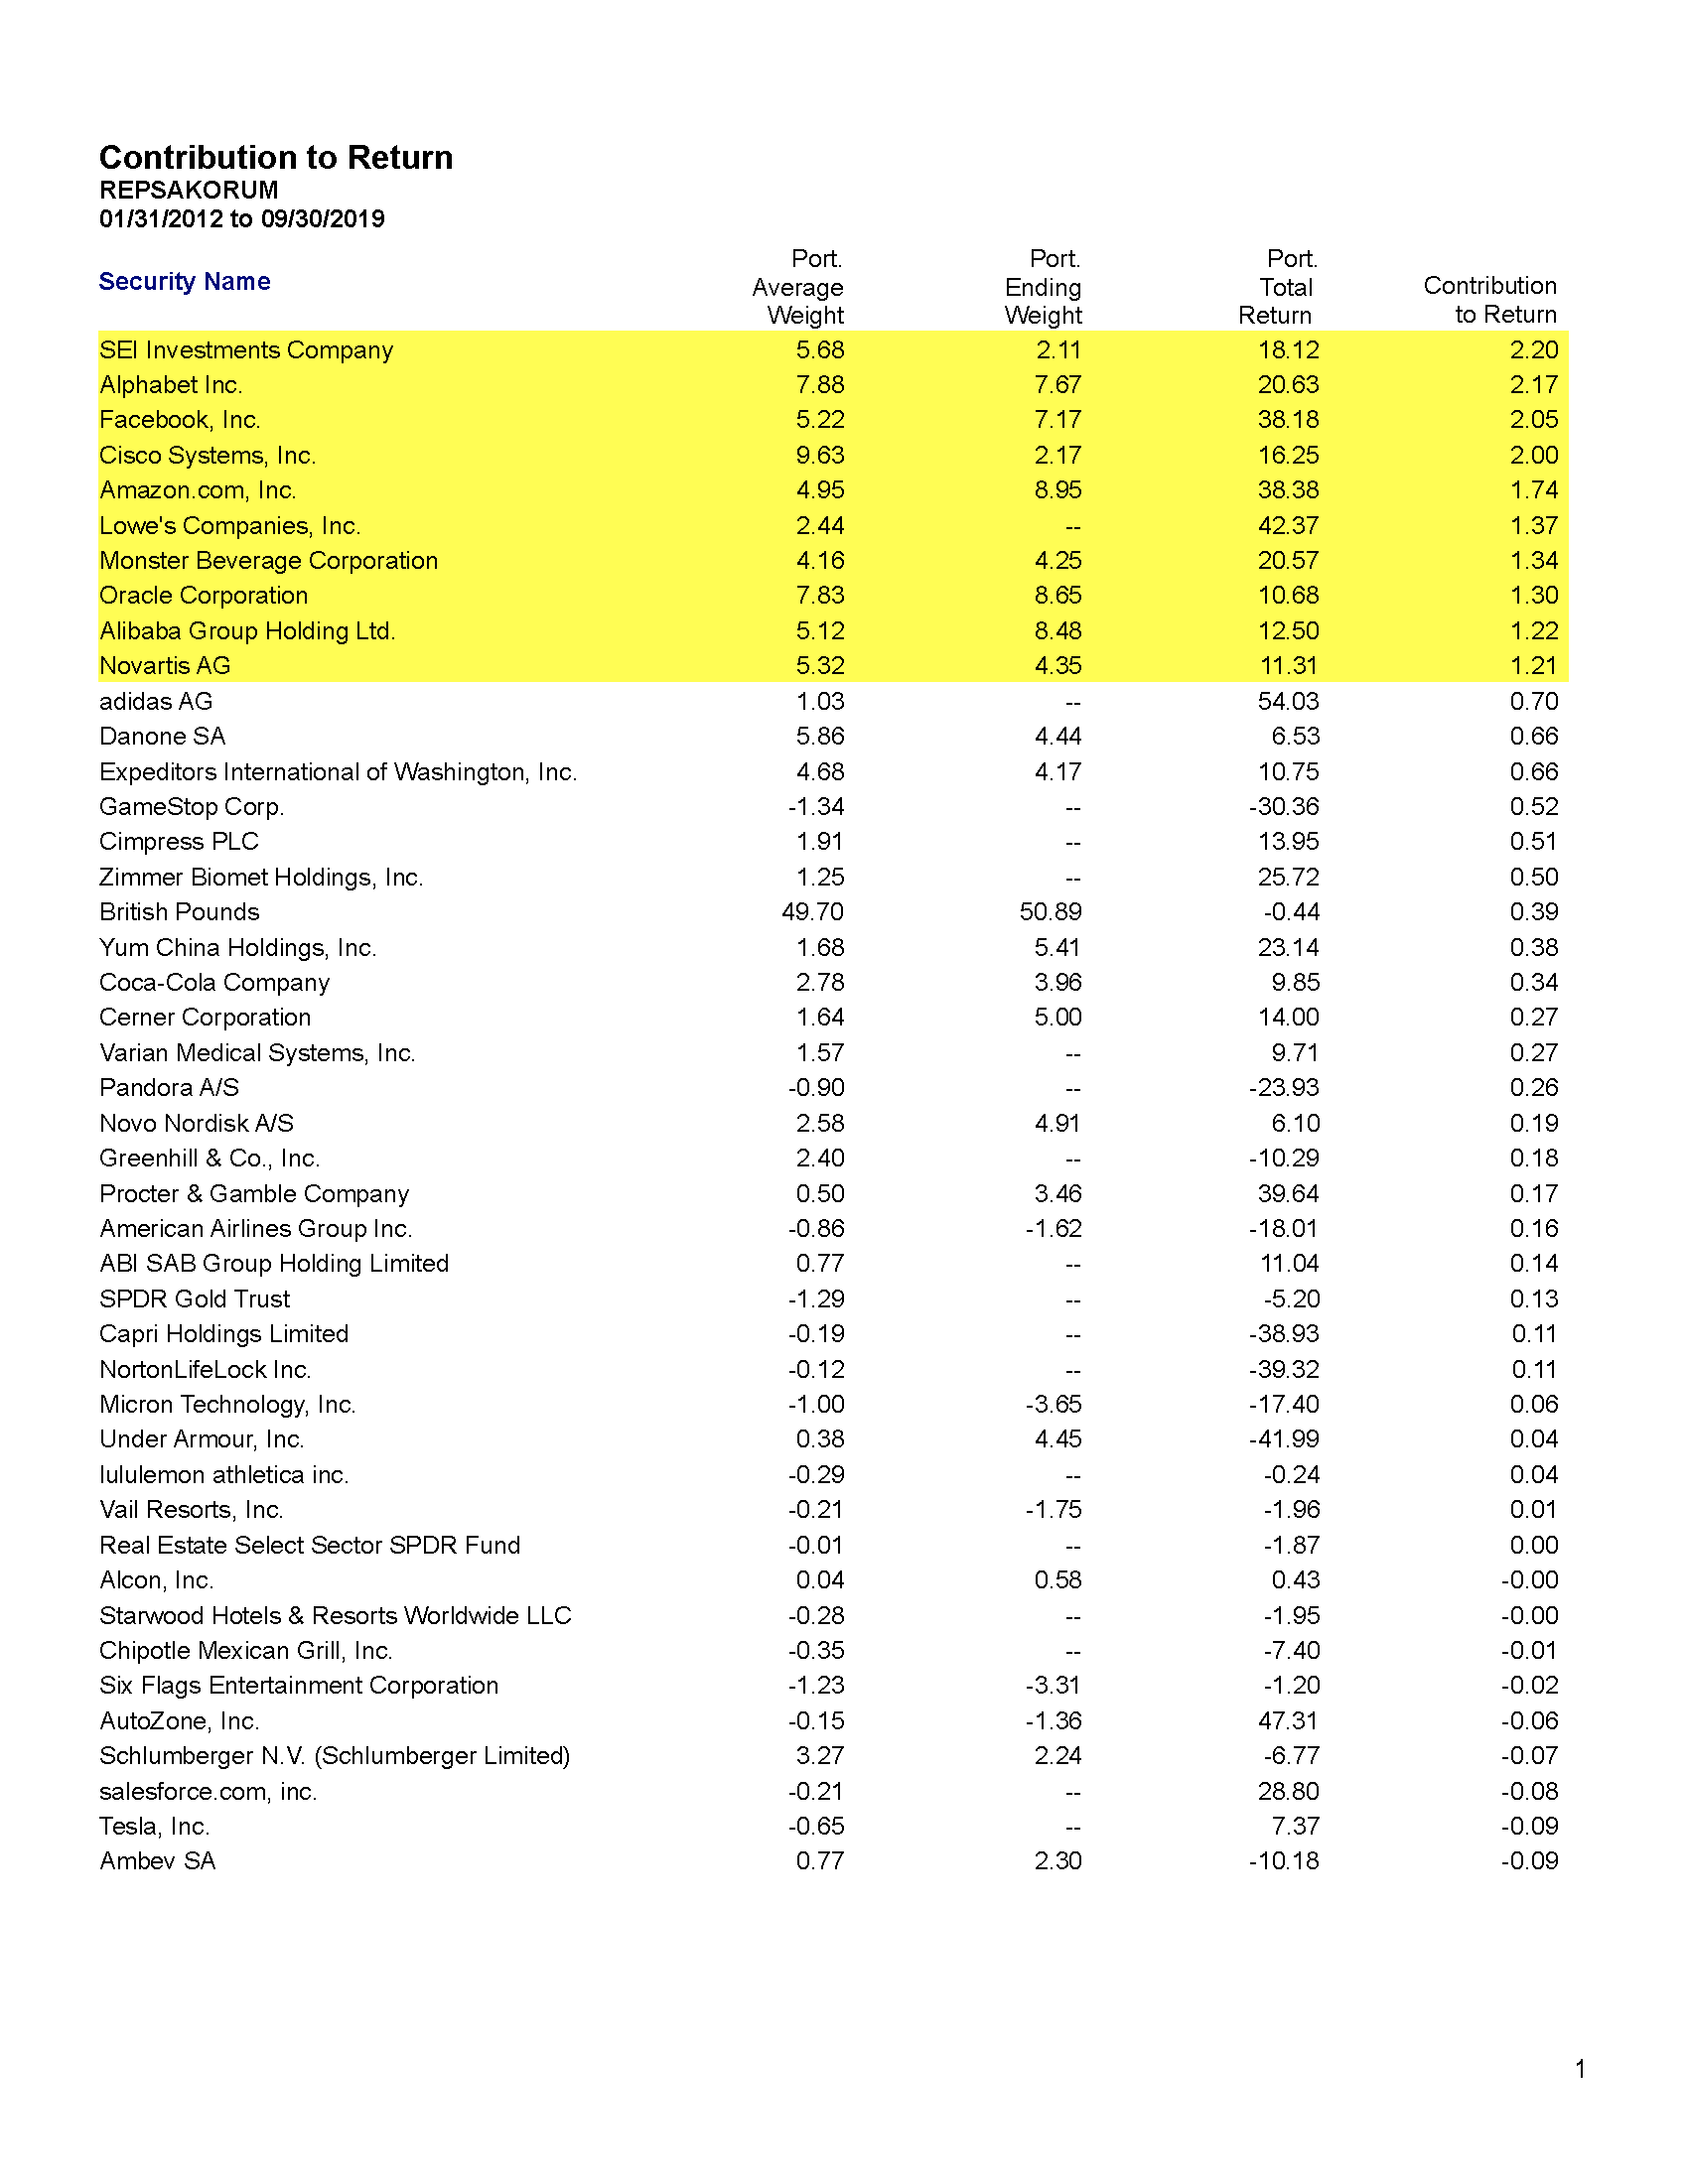 Contribution to Return
REPSAKORUM
01/31/2012 to 09/30/2019
Security Name Port. Average Weight Port. Ending Weight Port. Total Return Contribution to Return
SEI Investments Company 5.68 2.11 18.12 2.20
Alphabet Inc. 7.88 7.67 20.63 2.17
Facebook, Inc. 5.22 7.17 38.18 2.05
Cisco Systems, Inc. 9.63 2.17 16.25 2.00
Amazon.com, Inc. 4.95 8.95 38.38 1.74
Lowe's Companies, Inc. 2.44 -- 42.37 1.37
Monster Beverage Corporation 4.16 4.25 20.57 1.34
Oracle Corporation 7.83 8.65 10.68 1.30
Alibaba Group Holding Ltd. 5.12 8.48 12.50 1.22
Novartis AG 5.32 4.35 11.31 1.21
adidas AG 1.03 -- 54.03 0.70
Danone SA 5.86 4.44 6.53 0.66
Expeditors International of Washington, Inc. 4.68 4.17 10.75 0.66
GameStop Corp. -1.34 -- -30.36 0.52
Cimpress PLC 1.91 -- 13.95 0.51
Zimmer Biomet Holdings, Inc. 1.25 -- 25.72 0.50
British Pounds 49.70 50.89 -0.44 0.39
Yum China Holdings, Inc. 1.68 5.41 23.14 0.38
Coca-Cola Company 2.78 3.96 9.85 0.34
Cerner Corporation 1.64 5.00 14.00 0.27
Varian Medical Systems, Inc. 1.57 -- 9.71 0.27
Pandora A/S -0.90 -- -23.93 0.26
Novo Nordisk A/S 2.58 4.91 6.10 0.19
Greenhill & Co., Inc. 2.40 -- -10.29 0.18
Procter & Gamble Company 0.50 3.46 39.64 0.17
American Airlines Group Inc. -0.86 -1.62 -18.01 0.16
ABI SAB Group Holding Limited 0.77 -- 11.04 0.14
SPDR Gold Trust -1.29 -- -5.20 0.13
Capri Holdings Limited -0.19 -- -38.93 0.11
NortonLifeLock Inc. -0.12 -- -39.32 0.11
Micron Technology, Inc. -1.00 -3.65 -17.40 0.06
Under Armour, Inc. 0.38 4.45 -41.99 0.04
lululemon athletica inc. -0.29 -- -0.24 0.04
Vail Resorts, Inc. -0.21 -1.75 -1.96 0.01
Real Estate Select Sector SPDR Fund -0.01 -- -1.87 0.00
Alcon, Inc. 0.04 0.58 0.43 -0.00
Starwood Hotels & Resorts Worldwide LLC -0.28 -- -1.95 -0.00
Chipotle Mexican Grill, Inc. -0.35 -- -7.40 -0.01
Six Flags Entertainment Corporation -1.23 -3.31 -1.20 -0.02
AutoZone, Inc. -0.15 -1.36 47.31 -0.06
Schlumberger N.V. (Schlumberger Limited) 3.27 2.24 -6.77 -0.07
salesforce.com, inc. -0.21 -- 28.80 -0.08
Tesla, Inc. -0.65 -- 7.37 -0.09
Ambev SA 0.77 2.30 -10.18 -0.09
1